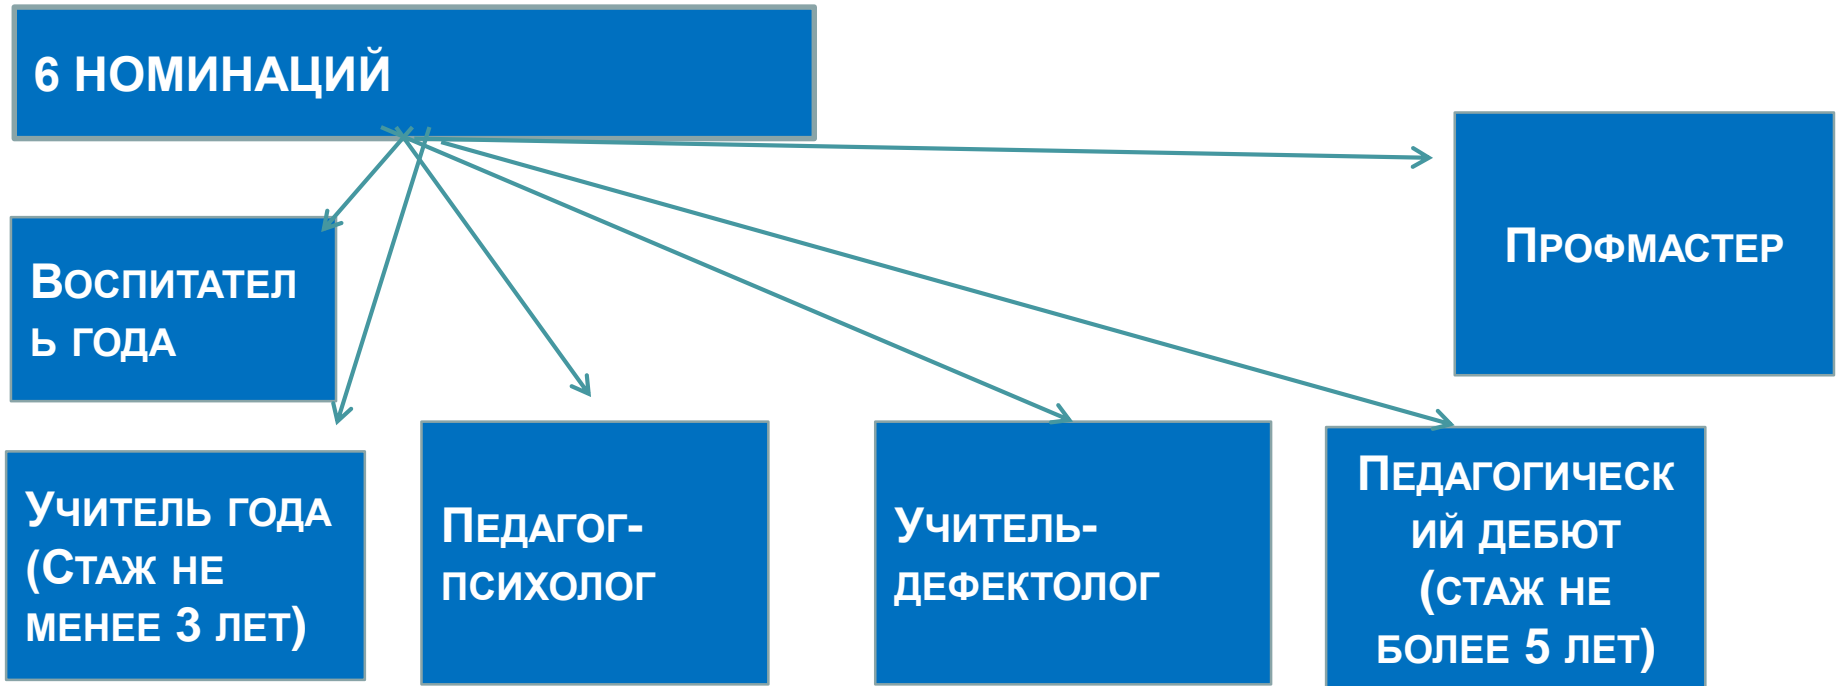 6 НОМИНАЦИЙ
ПРОФМАСТЕР
ВОСПИТАТЕЛ
Ь ГОДА
УЧИТЕЛЬ ГОДА
(СТАЖ НЕ
МЕНЕЕ 3 ЛЕТ)
ПЕДАГОГ-
ПСИХОЛОГ
УЧИТЕЛЬ-
ДЕФЕКТОЛОГ
ПЕДАГОГИЧЕСК
ИЙ ДЕБЮТ
(СТАЖ НЕ
БОЛЕЕ 5 ЛЕТ)